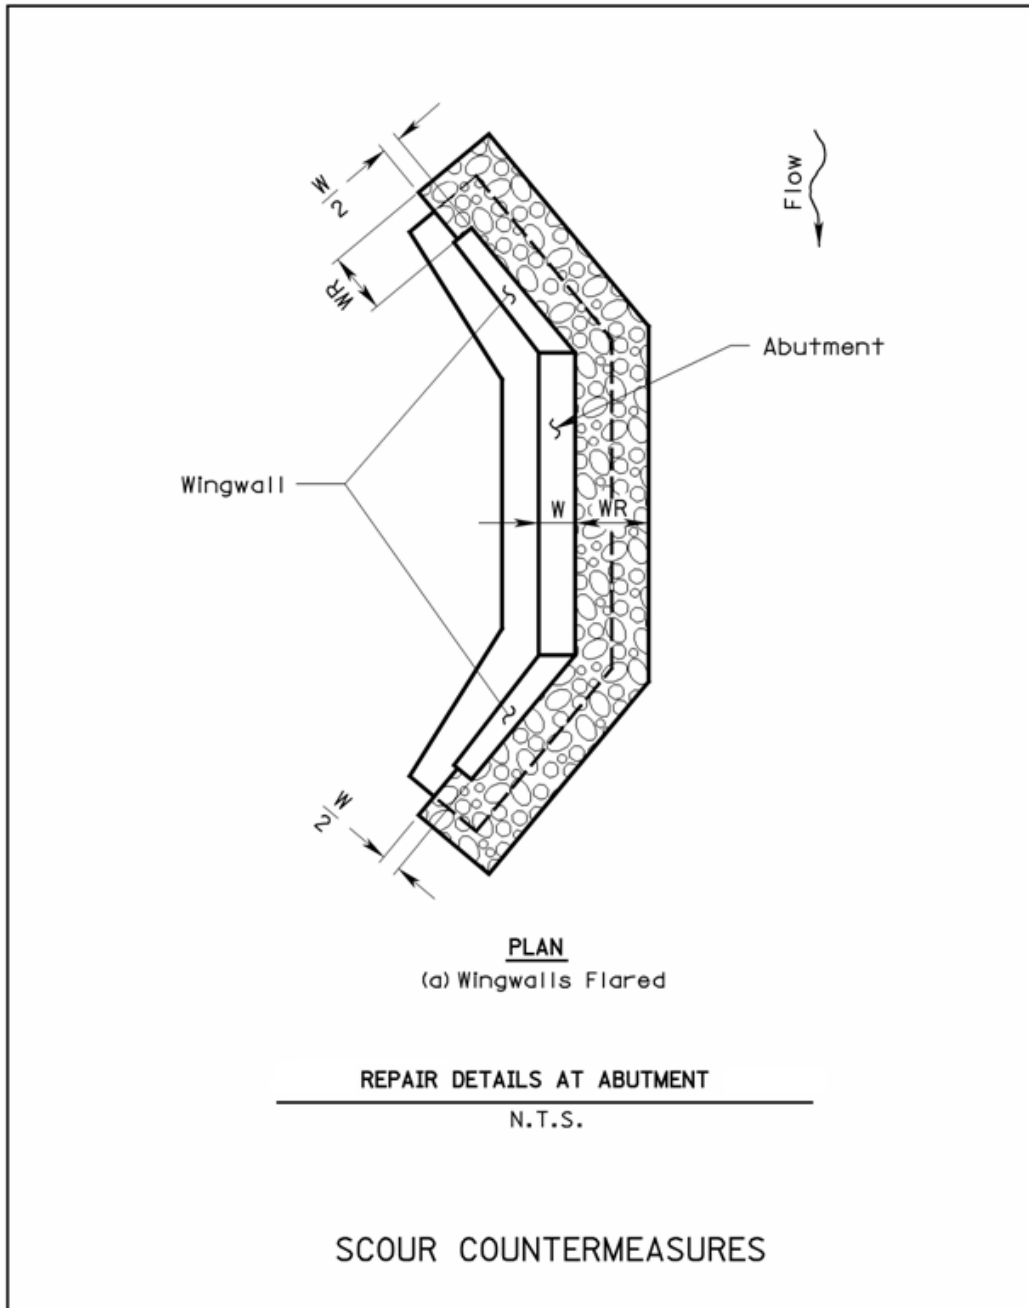 W
2
Flow
WR
Abutment
Wingwall
W WR
W
2
PLAN
(a) Wingwalls Flared
REPAIR DETAILS AT ABUTMENT
N.T.S.
SCOUR COUNTERMEASURES